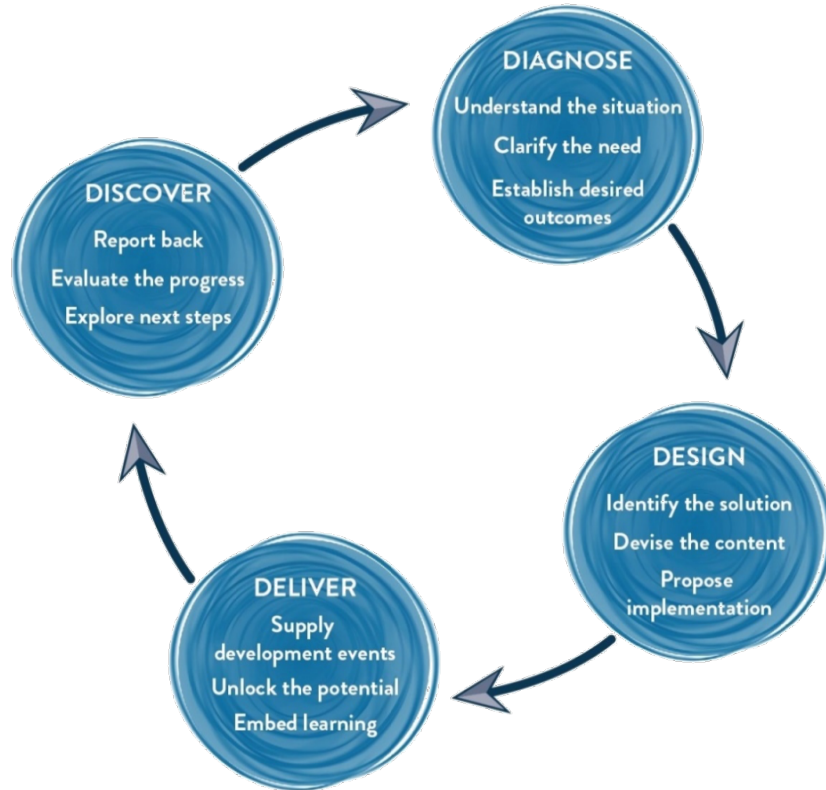 DIAGNOSE
Understand the situation
Clarify the need
Establish desired
outcomes
DISCOVER
Report back
Evaluate the progress
Explore next steps
DESIGN
Identify the solution
Devise the content
Propose
implementation
DELIVER
Supply
development events
Unlock the potential
Embed learning